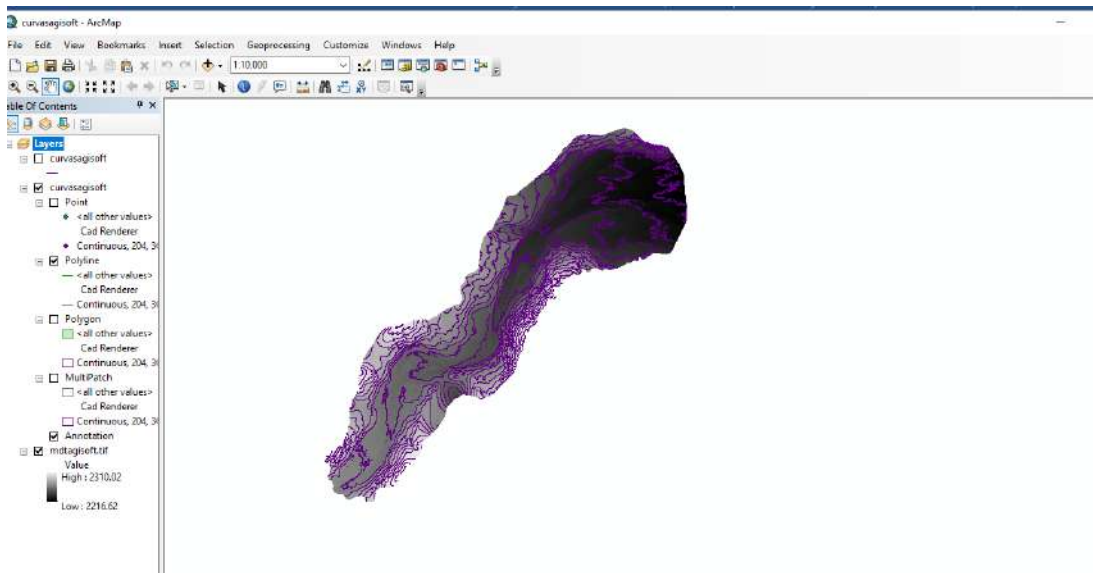 curvasagisoft - ArcMap
File Edit View Bookmarks Insert Selection Geoprocessing Customize Windows Help
1:10.000
able Of Contents
Layers
curvasagisoft
curvasagisoft
Point
<all other values>
Cad Renderer
Continuous, 204, 3
Polyline
<all other values>
Cad Renderer
Continuous, 204, 3
Polygon
<all other values>
Cad Renderer
Continuous, 204, 3
MultiPatch
<all other values>
Cad Renderer
Continuous, 204, 3
Annotation
mdtagisoft.tif
Value
High : 2310.02
Low : 2216.62